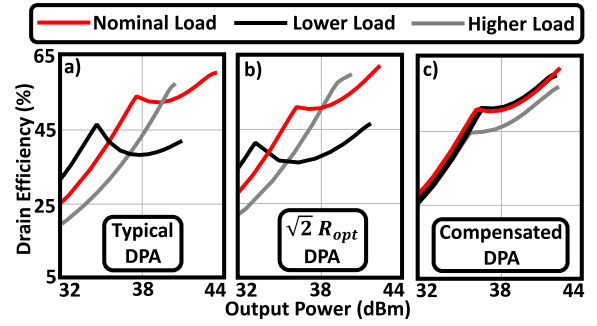 Nominal Load Lower Load Higher Load
Drain Efficiency (%)
65
45
25
5
a)
Typical
DPA
32 38 44
b)
√2 R_opt
DPA
32 38 44
c)
Compensated
DPA
32 38 44
Output Power (dBm)